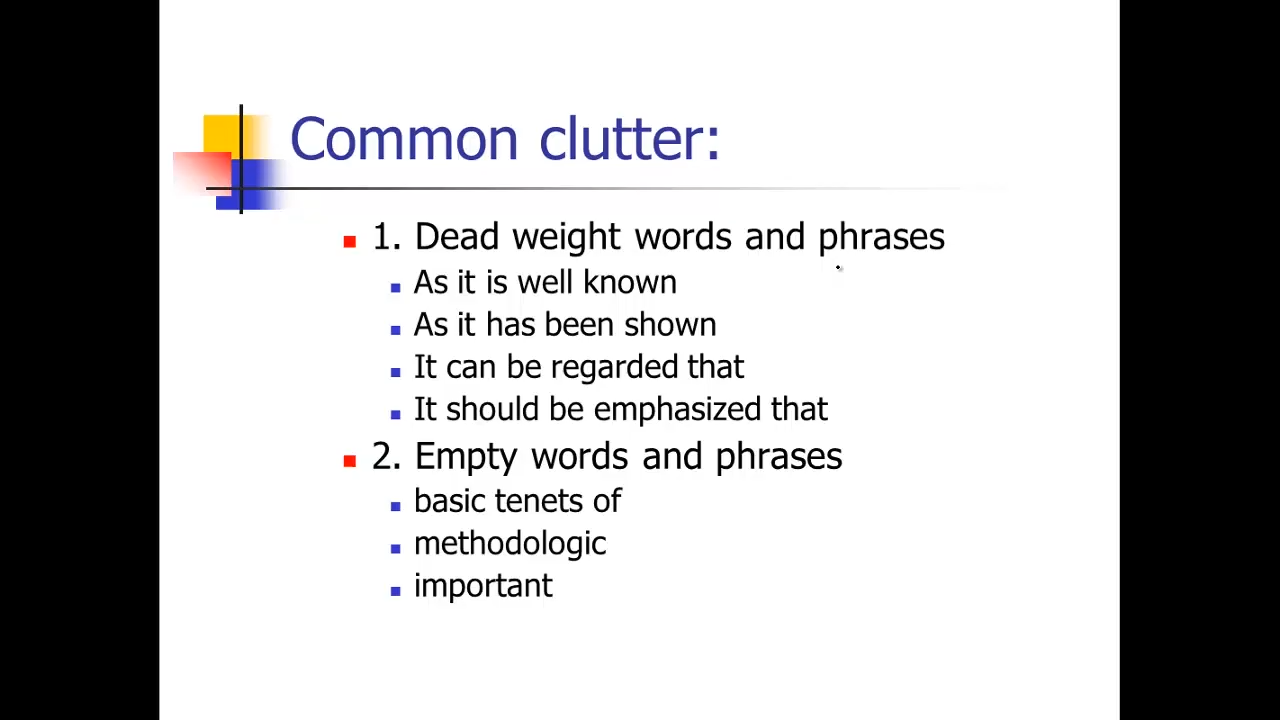 Common clutter:
1. Dead weight words and phrases
As it is well known
As it has been shown
It can be regarded that
It should be emphasized that
2. Empty words and phrases
basic tenets of
methodologic
important